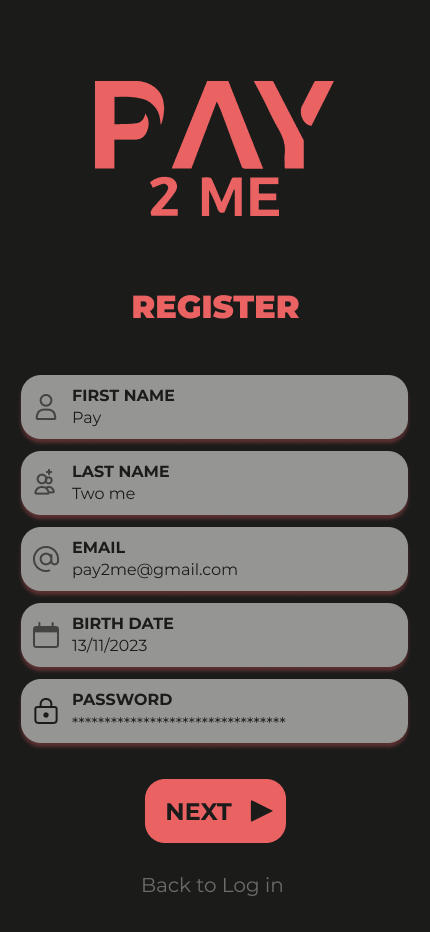 PAY
2 ME
REGISTER
FIRST NAME
Pay
LAST NAME
Two me
EMAIL
pay2me@gmail.com
BIRTH DATE
13/11/2023
PASSWORD
*********************************
NEXT
Back to Log in